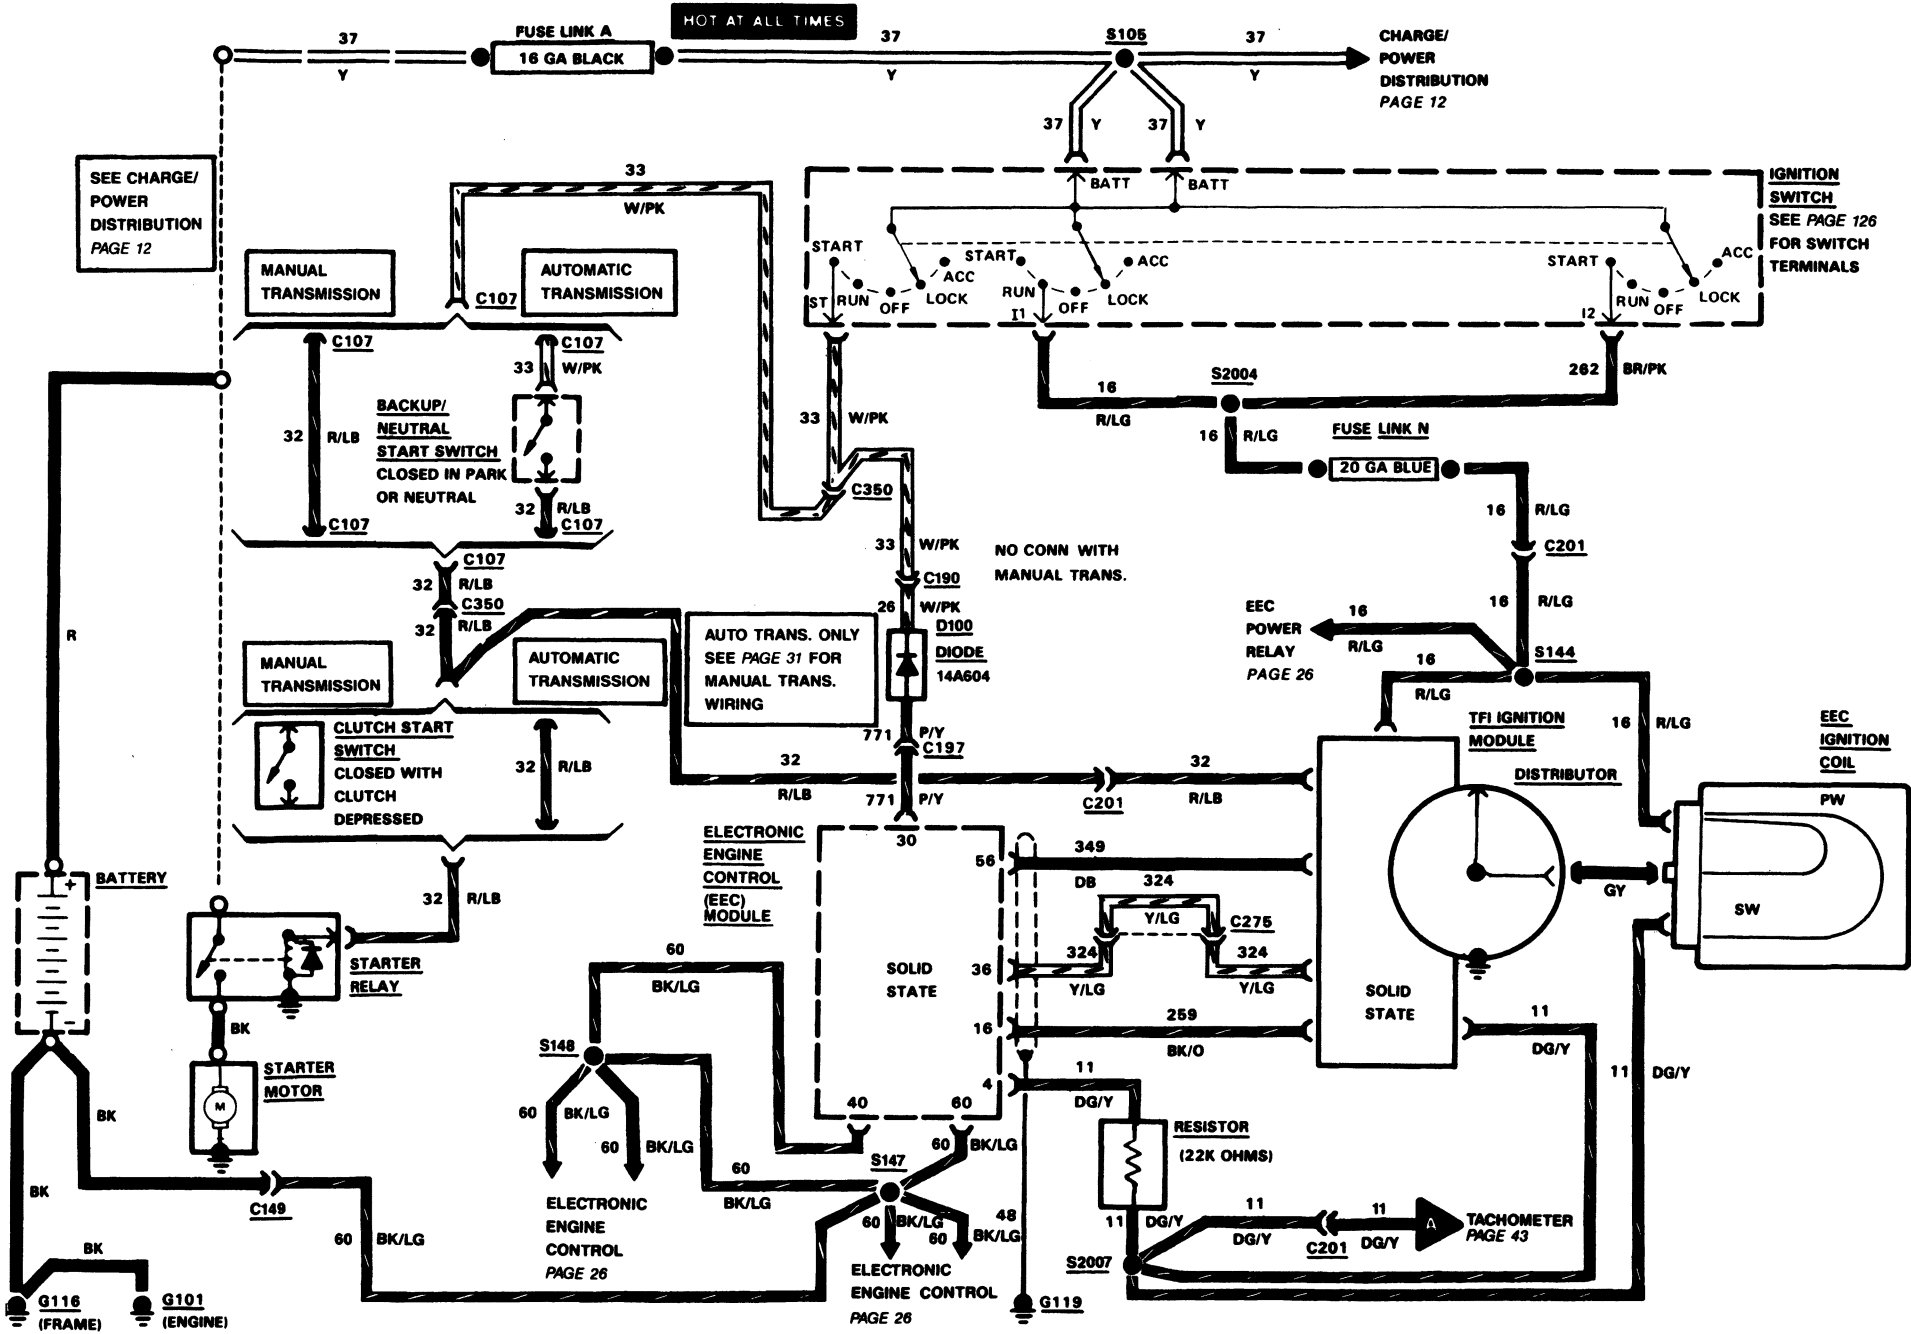 HOT AT ALL TIMES
FUSE LINK A
16 GA BLACK
37
Y
37
Y
S105
37
Y
CHARGE/
POWER
DISTRIBUTION
PAGE 12
37 Y
37 Y
SEE CHARGE/
POWER
DISTRIBUTION
PAGE 12
33
W/PK
BATT
BATT
IGNITION
SWITCH
SEE PAGE 126
FOR SWITCH
TERMINALS
START
ACC
RUN
OFF
LOCK
ST
START
ACC
RUN
OFF
LOCK
I1
START
ACC
RUN
OFF
LOCK
I2
MANUAL
TRANSMISSION
AUTOMATIC
TRANSMISSION
C107
C107
C107
33 W/PK
32 R/LB
BACKUP/
NEUTRAL
START SWITCH
CLOSED IN PARK
OR NEUTRAL
32 R/LB
C107
C107
33 W/PK
C350
16
R/LG
S2004
262 BR/PK
16 R/LG
FUSE LINK N
20 GA BLUE
16 R/LG
C201
16 R/LG
C107
32 R/LB
C350
32 R/LB
33 W/PK
C190
26 W/PK
D100
DIODE
14A604
NO CONN WITH
MANUAL TRANS.
AUTO TRANS. ONLY
SEE PAGE 31 FOR
MANUAL TRANS.
WIRING
771 P/Y
C197
771 P/Y
EEC
POWER
RELAY
PAGE 26
16
R/LG
16
R/LG
S144
16 R/LG
R
MANUAL
TRANSMISSION
AUTOMATIC
TRANSMISSION
CLUTCH START
SWITCH
CLOSED WITH
CLUTCH
DEPRESSED
32 R/LB
32
R/LB
C201
32
R/LB
TFI IGNITION
MODULE
DISTRIBUTOR
SOLID
STATE
EEC
IGNITION
COIL
PW
SW
GY
BATTERY
+
-
32 R/LB
STARTER
RELAY
BK
STARTER
MOTOR
M
ELECTRONIC
ENGINE
CONTROL
(EEC)
MODULE
SOLID
STATE
30
56
36
16
4
40
60
349
DB
324
Y/LG
C275
324
Y/LG
324
Y/LG
259
BK/O
11
DG/Y
11
DG/Y
11 DG/Y
60
BK/LG
S148
60 BK/LG
60 BK/LG
ELECTRONIC
ENGINE
CONTROL
PAGE 26
60
BK/LG
S147
60 BK/LG
60 BK/LG
60 BK/LG
ELECTRONIC
ENGINE CONTROL
PAGE 26
48
G119
RESISTOR
(22K OHMS)
11 DG/Y
S2007
11
DG/Y
C201
11
DG/Y
A
TACHOMETER
PAGE 43
BK
BK
C149
60 BK/LG
BK
G116
(FRAME)
G101
(ENGINE)